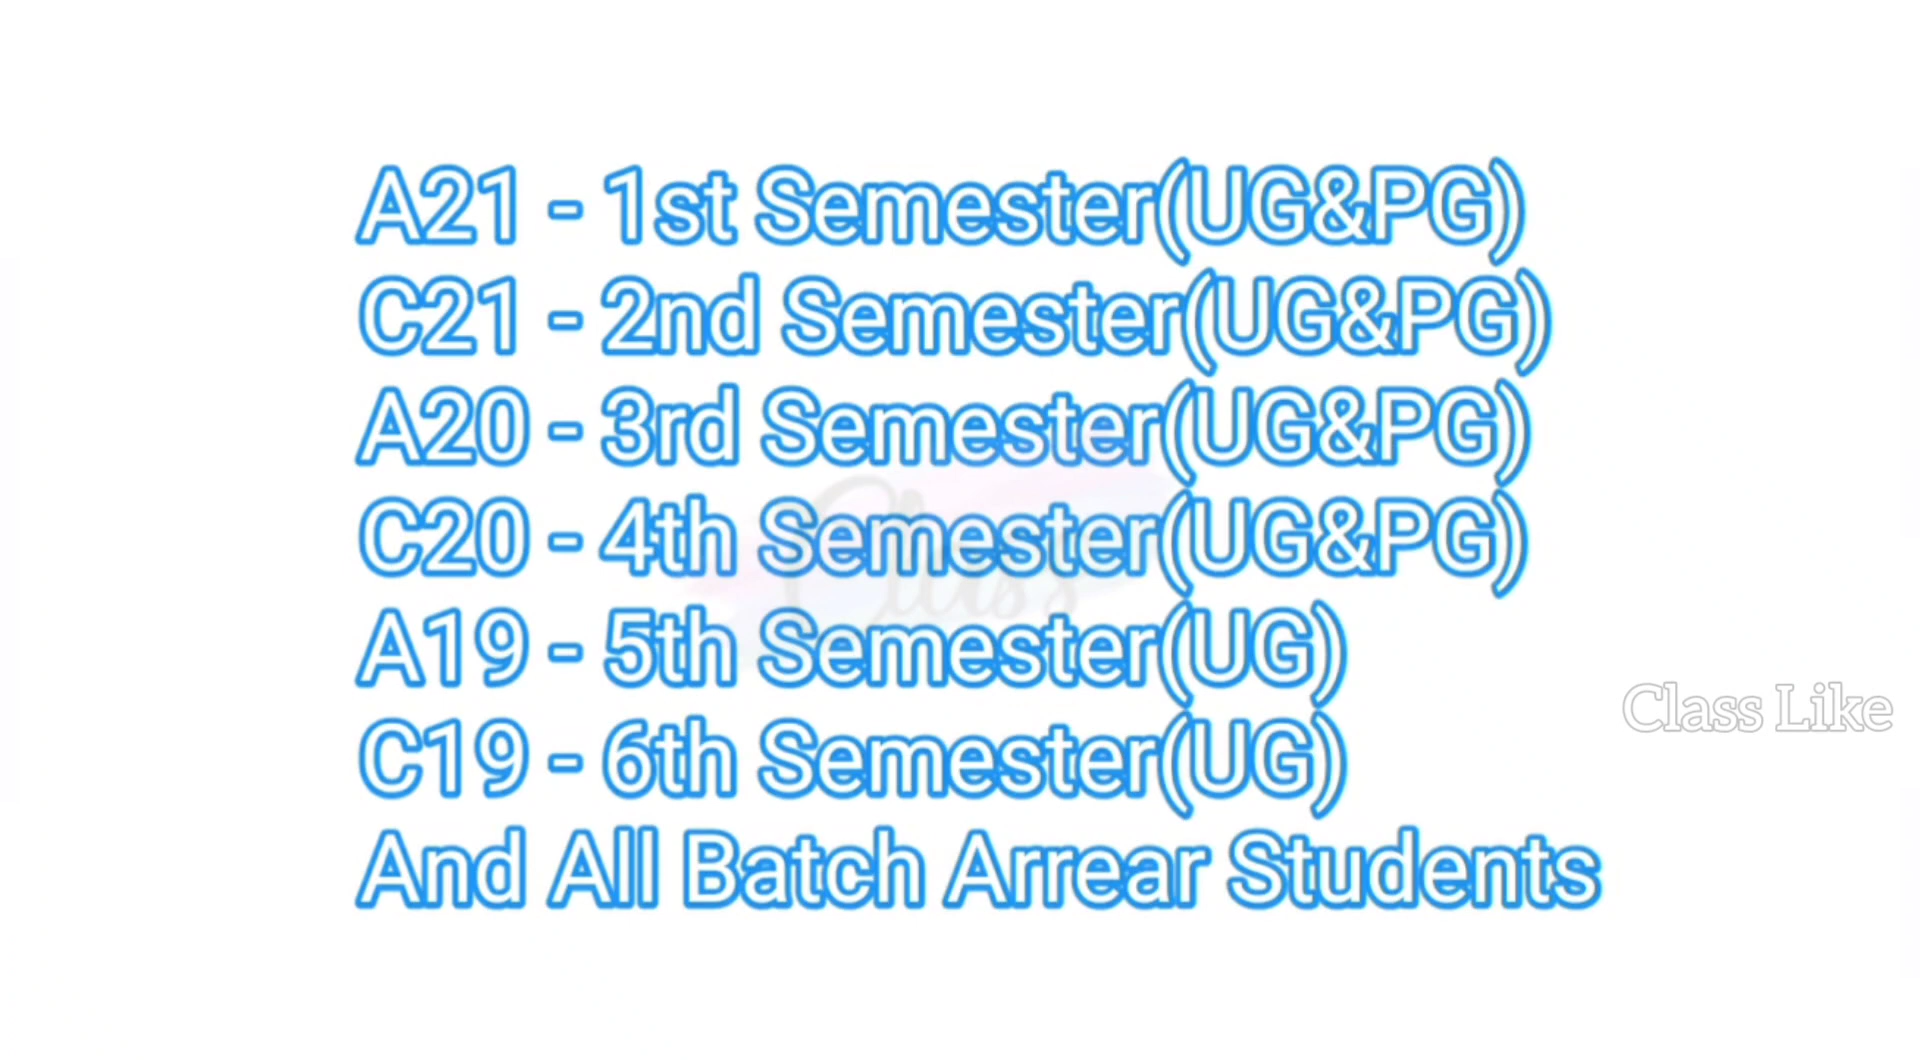 A21 - 1st Semester(UG&PG)
C21 - 2nd Semester(UG&PG)
A20 - 3rd Semester(UG&PG)
C20 - 4th Semester(UG&PG)
Class
A19 - 5th Semester(UG)
C19 - 6th Semester(UG)
Class Like
And All Batch Arrear Students